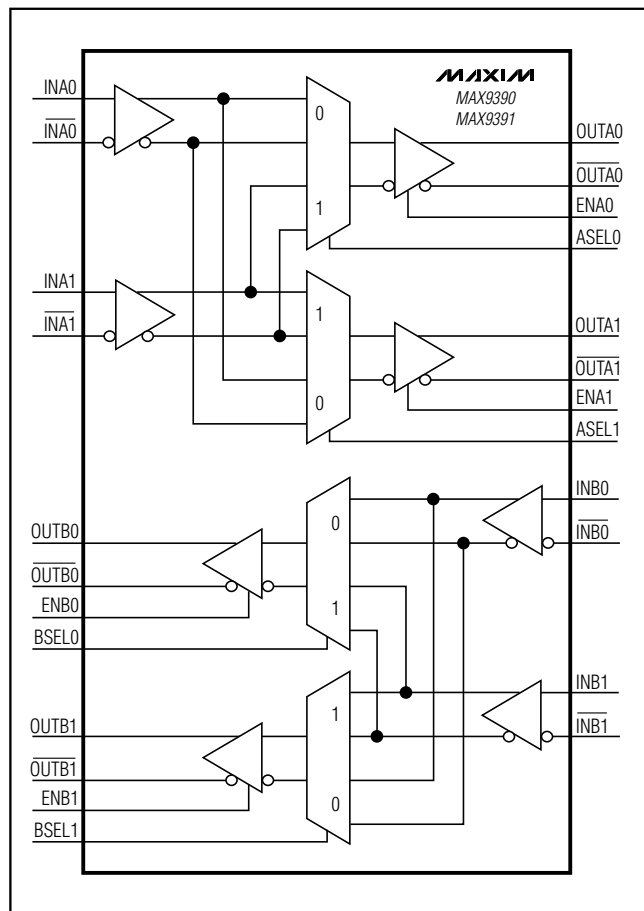 MAXIM
MAX9390
MAX9391
INA0
INA0
0
1
OUTA0
OUTA0
ENA0
ASEL0
INA1
INA1
1
0
OUTA1
OUTA1
ENA1
ASEL1
OUTB0
OUTB0
ENB0
BSEL0
0
1
INB0
INB0
OUTB1
OUTB1
ENB1
BSEL1
1
0
INB1
INB1